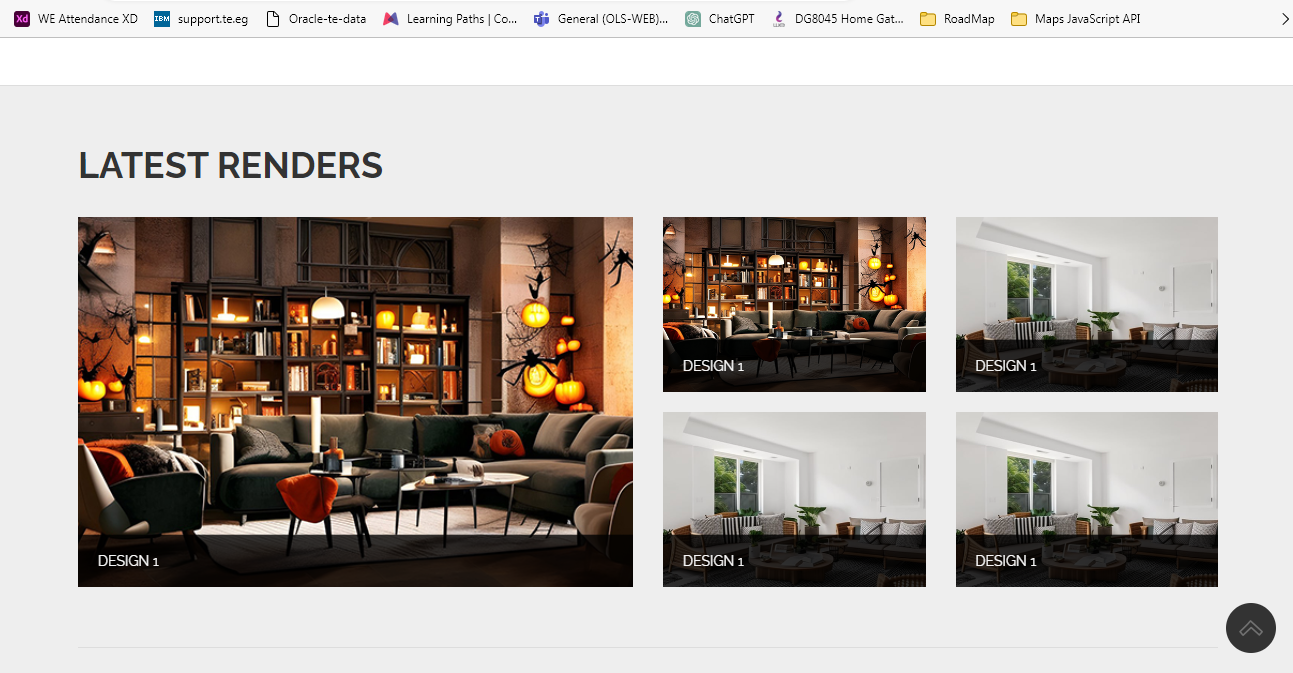 Xd WE Attendance XD IBM support.te.eg Oracle-te-data Learning Paths | Co... General (OLS-WEB)... ChatGPT DG8045 Home Gat... RoadMap Maps JavaScript API
LATEST RENDERS
DESIGN 1
DESIGN 1
DESIGN 1
DESIGN 1
DESIGN 1